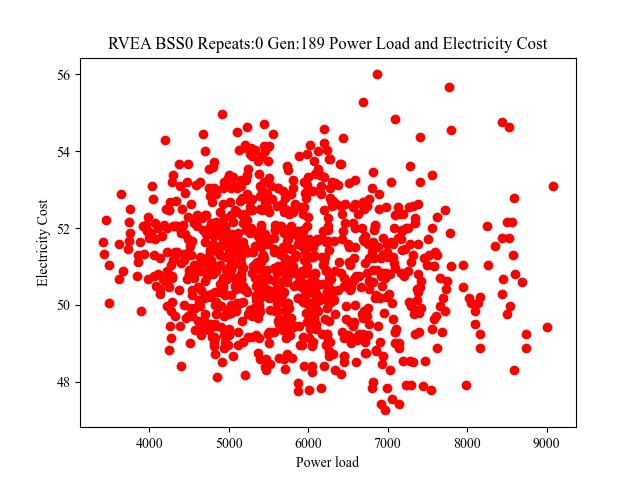 RVEA BSS0 Repeats:0 Gen:189 Power Load and Electricity Cost
56
54
52
50
48
Electricity Cost
4000 5000 6000 7000 8000 9000
Power load